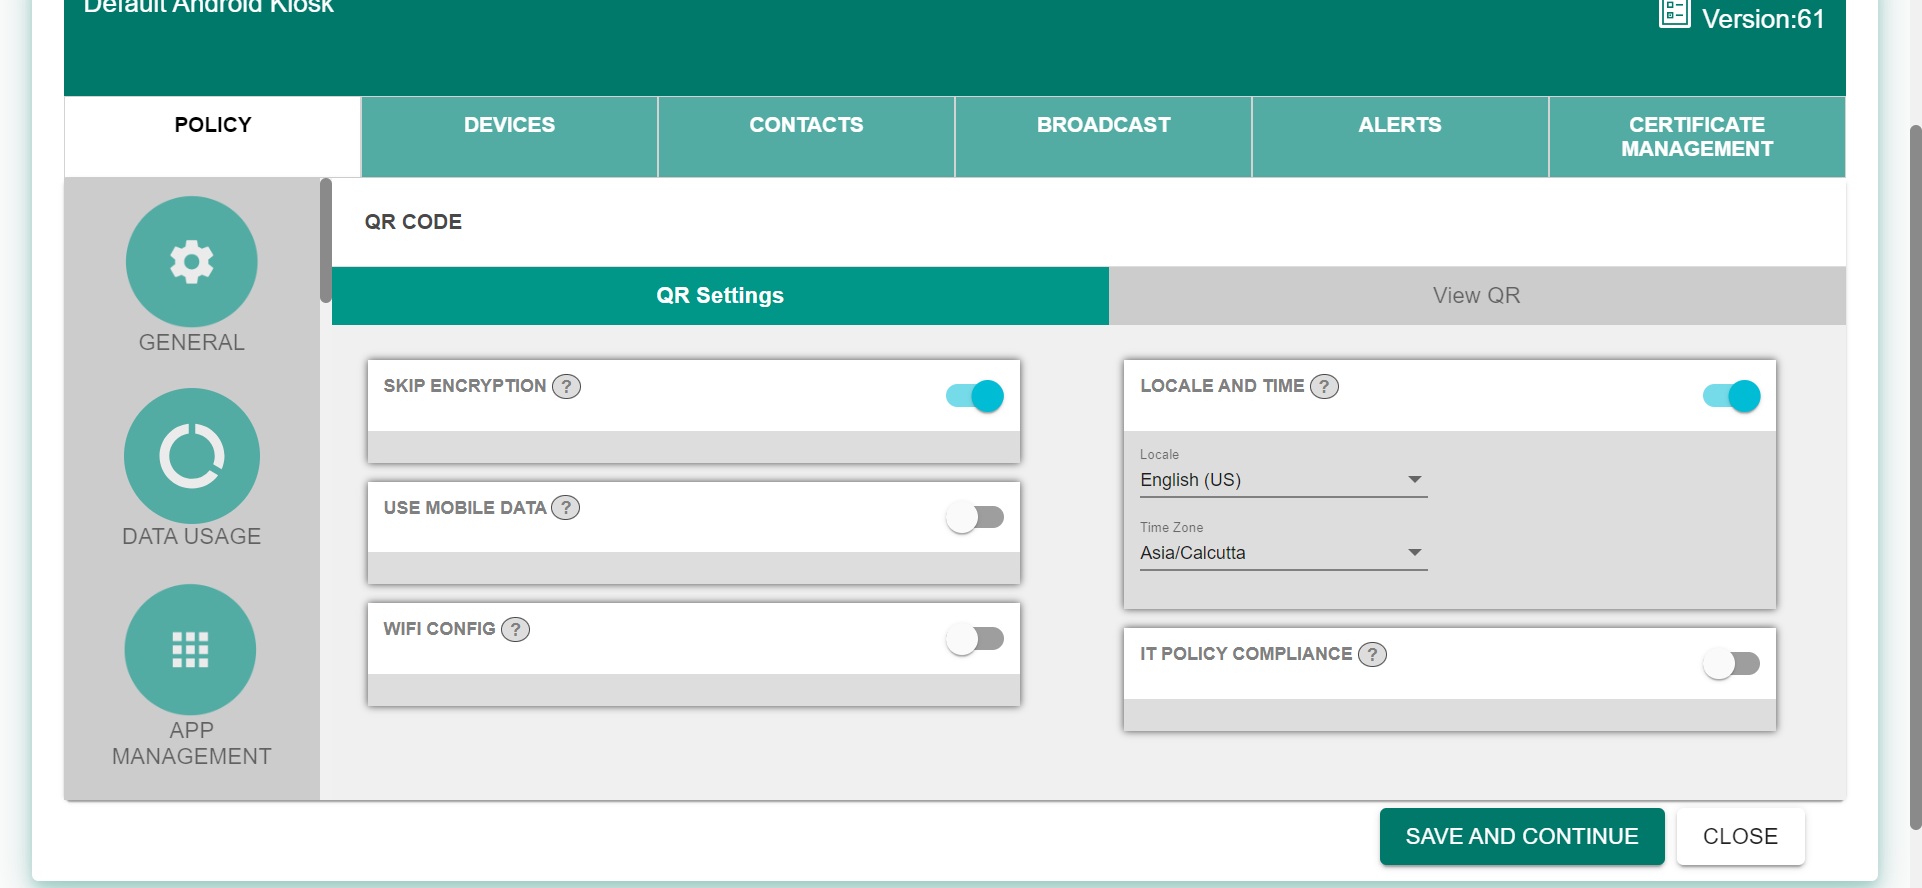 Default Android Kiosk
Version:61
POLICY
DEVICES
CONTACTS
BROADCAST
ALERTS
CERTIFICATE
MANAGEMENT
GENERAL
DATA USAGE
APP
MANAGEMENT
QR CODE
QR Settings
View QR
SKIP ENCRYPTION ?
USE MOBILE DATA ?
WIFI CONFIG ?
LOCALE AND TIME ?
Locale
English (US)
Time Zone
Asia/Calcutta
IT POLICY COMPLIANCE ?
SAVE AND CONTINUE
CLOSE